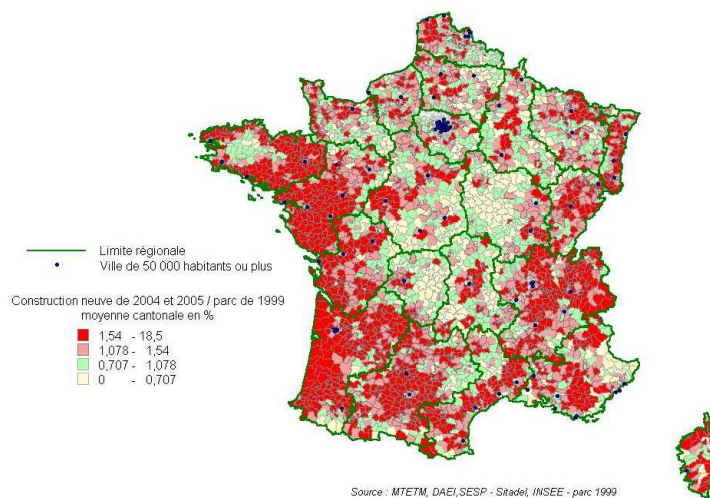 Limite régionale
Ville de 50 000 habitants ou plus
Construction neuve de 2004 et 2005 / parc de 1999
moyenne cantonale en %
1,54 - 18,5
1,078 - 1,54
0,707 - 1,078
0 - 0,707
Source : MTETM, DAEI,SESP - Sitadel, INSEE - parc 1999